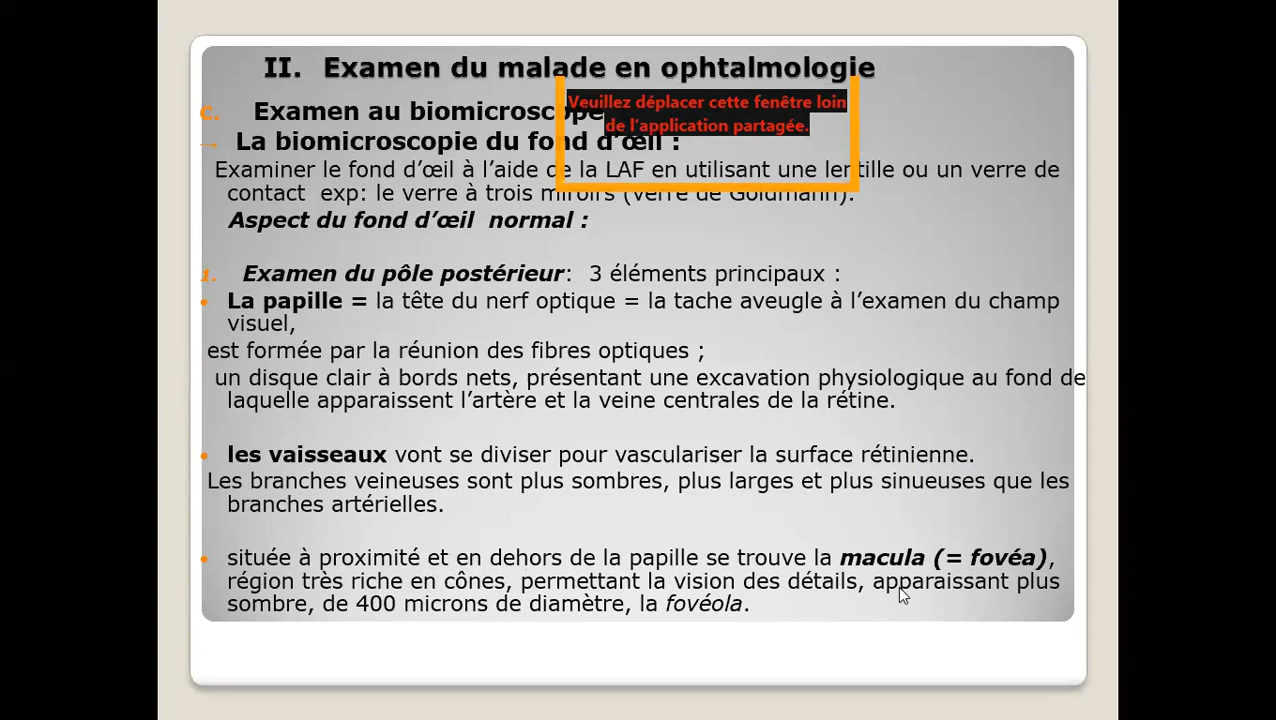 II. Examen du malade en ophtalmologie
C. Examen au biomicroscope
Veuillez déplacer cette fenêtre loin
de l'application partagée.
→ La biomicroscopie du fond d'œil :
Examiner le fond d'œil à l'aide de la LAF en utilisant une lentille ou un verre de
contact exp: le verre à trois miroirs (verre de Goldmann).
Aspect du fond d'œil normal :
1. Examen du pôle postérieur: 3 éléments principaux :
• La papille = la tête du nerf optique = la tache aveugle à l'examen du champ
visuel,
est formée par la réunion des fibres optiques ;
un disque clair à bords nets, présentant une excavation physiologique au fond de
laquelle apparaissent l'artère et la veine centrales de la rétine.
• les vaisseaux vont se diviser pour vasculariser la surface rétinienne.
Les branches veineuses sont plus sombres, plus larges et plus sinueuses que les
branches artérielles.
• située à proximité et en dehors de la papille se trouve la macula (= fovéa),
région très riche en cônes, permettant la vision des détails, apparaissant plus
sombre, de 400 microns de diamètre, la fovéola.